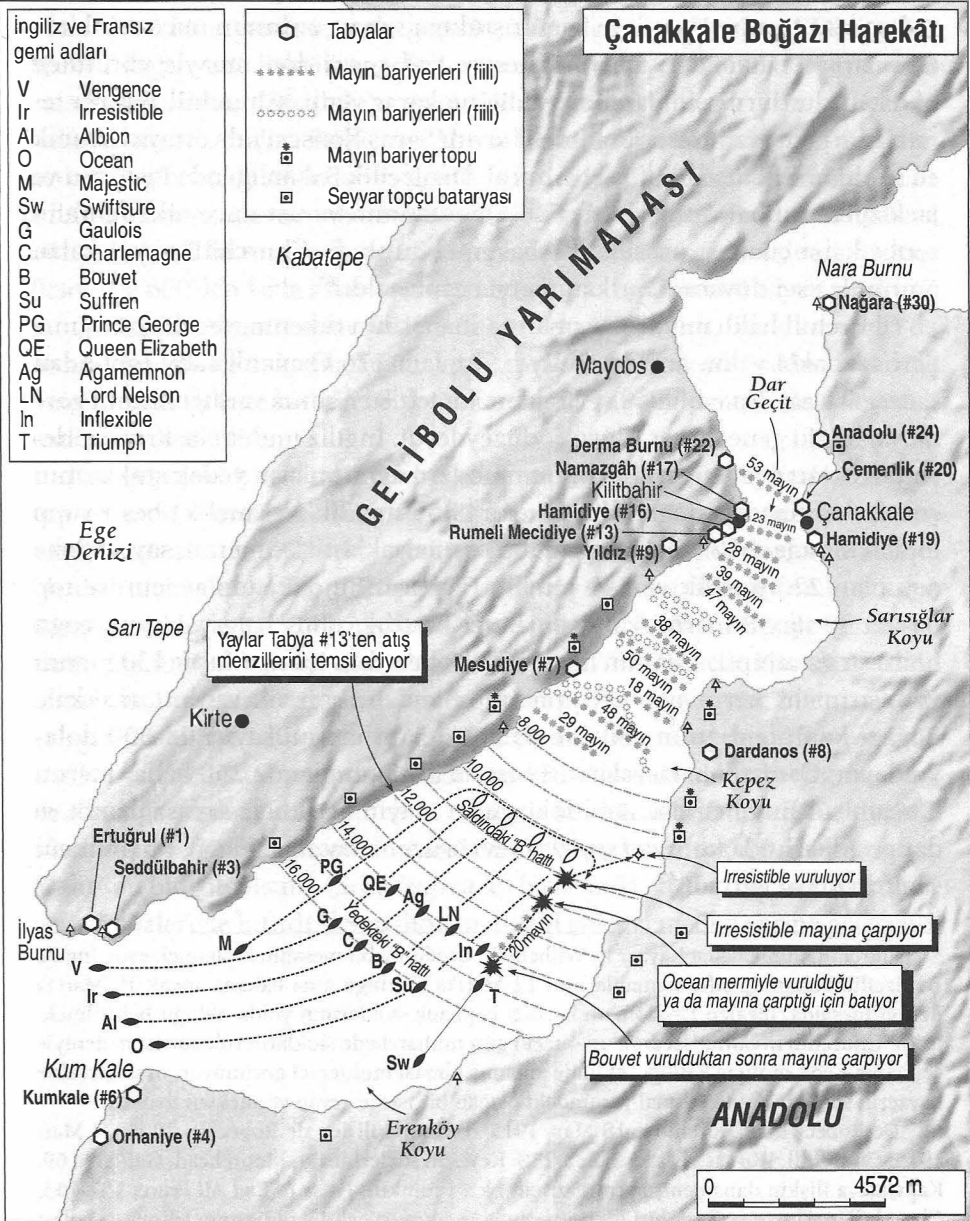 Çanakkale Boğazı Harekâtı
İngiliz ve Fransız
gemi adları
V Vengence
Ir Irresistible
Al Albion
O Ocean
M Majestic
Sw Swiftsure
G Gaulois
C Charlemagne
B Bouvet
Su Suffren
PG Prince George
QE Queen Elizabeth
Ag Agamemnon
LN Lord Nelson
In Inflexible
T Triumph
Tabyalar
Mayın bariyerleri (fiili)
Mayın bariyerleri (fiili)
Mayın bariyer topu
Seyyar topçu bataryası
GELİBOLU YARIMADASI
Kabatepe
Nara Burnu
Nağara (#30)
Maydos
Dar
Geçit
Anadolu (#24)
Derma Burnu (#22)
Çemenlik (#20)
Namazgâh (#17)
Kilitbahir
Hamidiye (#16)
Rumeli Mecidiye (#13)
Yıldız (#9)
Çanakkale
Hamidiye (#19)
53 mayın
23 mayın
28 mayın
39 mayın
47 mayın
38 mayın
50 mayın
18 mayın
48 mayın
29 mayın
Ege
Denizi
Sarısığlar
Koyu
Sarı Tepe
Yaylar Tabya #13'ten atış
menzillerini temsil ediyor
Mesudiye (#7)
Kirte
Dardanos (#8)
Kepez
Koyu
8,000
10,000
12,000
14,000
16,000
Saldırıdaki "B" hattı
Ertuğrul (#1)
Seddülbahir (#3)
İlyas
Burnu
PG
QE
Ag
LN
In
G
C
B
Su
M
T
V
Ir
Al
O
Sw
Yedekteki "B" hattı
20 mayın
Irresistible vuruluyor
Irresistible mayına çarpıyor
Ocean mermiyle vurulduğu
ya da mayına çarptığı için batıyor
Bouvet vurulduktan sonra mayına çarpıyor
Kum Kale
Kumkale (#6)
Orhaniye (#4)
Erenköy
Koyu
ANADOLU
0 4572 m